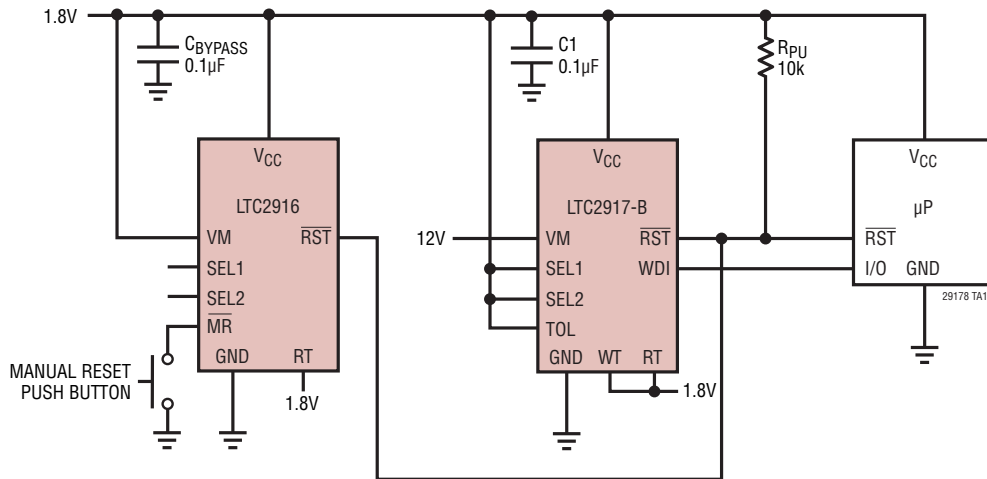 1.8V
CBYPASS
0.1µF
C1
0.1µF
RPU
10k
VCC
LTC2916
VM
RST
SEL1
SEL2
MR
GND
RT
1.8V
MANUAL RESET
PUSH BUTTON
12V
VCC
LTC2917-B
VM
RST
SEL1
WDI
SEL2
TOL
GND
WT
RT
1.8V
VCC
µP
RST
I/O
GND
29178 TA1